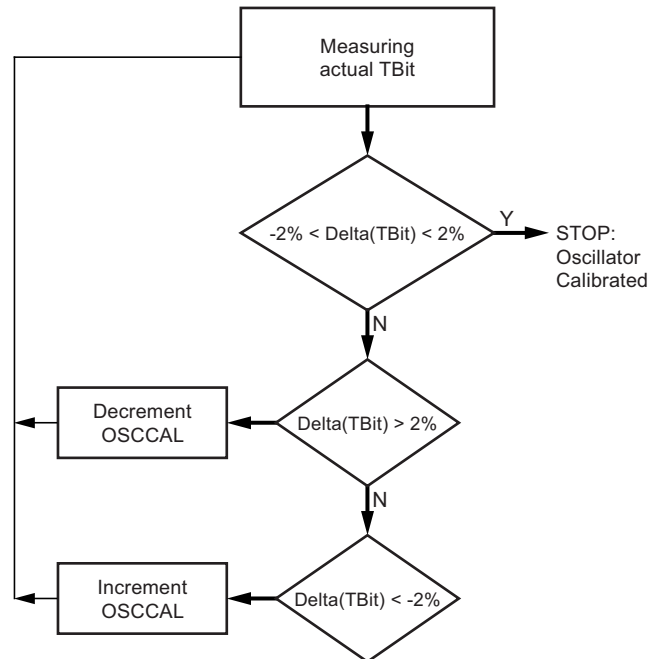 Measuring
actual TBit
-2% < Delta(TBit) < 2%
Y
STOP:
Oscillator
Calibrated
N
Decrement
OSCCAL
Delta(TBit) > 2%
N
Increment
OSCCAL
Delta(TBit) < -2%